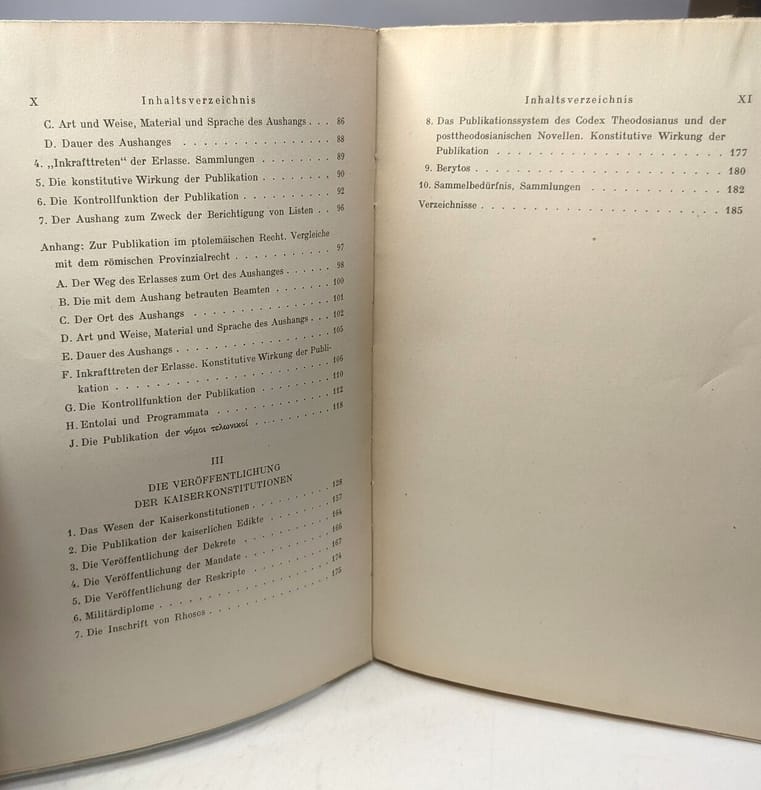 X Inhaltsverzeichnis
C. Art und Weise, Material und Sprache des Aushangs . . . 86
D. Dauer des Aushanges . . . . . . . . . . . . . . 88
4. „Inkrafttreten“ der Erlasse. Sammlungen . . . . . . . . 89
5. Die konstitutive Wirkung der Publikation . . . . . . . . 90
6. Die Kontrollfunktion der Publikation . . . . . . . . . . 92
7. Der Aushang zum Zweck der Berichtigung von Listen . . 96
Anhang: Zur Publikation im ptolemäischen Recht. Vergleiche
mit dem römischen Provinzialrecht . . . . . . . . . . 97
A. Der Weg des Erlasses zum Ort des Aushanges . . . . . . 98
B. Die mit dem Aushang betrauten Beamten . . . . . . . 100
C. Der Ort des Aushangs . . . . . . . . . . . . . . 101
D. Art und Weise, Material und Sprache des Aushangs . . . 102
E. Dauer des Aushangs . . . . . . . . . . . . . . . 105
F. Inkrafttreten der Erlasse. Konstitutive Wirkung der Publi-
kation . . . . . . . . . . . . . . . . . . . . 106
G. Die Kontrollfunktion der Publikation . . . . . . . . . 110
H. Entolai und Programmata . . . . . . . . . . . . . 112
J. Die Publikation der νόμοι τελωνικοί . . . . . . . . . 118
III
DIE VERÖFFENTLICHUNG
DER KAISERKONSTITUTIONEN
1. Das Wesen der Kaiserkonstitutionen . . . . . . . . . 128
2. Die Publikation der kaiserlichen Edikte . . . . . . . . 157
3. Die Veröffentlichung der Dekrete . . . . . . . . . . 164
4. Die Veröffentlichung der Mandate . . . . . . . . . . 166
5. Die Veröffentlichung der Reskripte . . . . . . . . . 167
6. Militärdiplome . . . . . . . . . . . . . . . . . 174
7. Die Inschrift von Rhosos . . . . . . . . . . . . . 175
Inhaltsverzeichnis XI
8. Das Publikationssystem des Codex Theodosianus und der
posttheodosianischen Novellen. Konstitutive Wirkung der
Publikation . . . . . . . . . . . . . . . . . . . 177
9. Berytos . . . . . . . . . . . . . . . . . . . . 180
10. Sammelbedürfnis, Sammlungen . . . . . . . . . . . 182
Verzeichnisse . . . . . . . . . . . . . . . . . . . 185